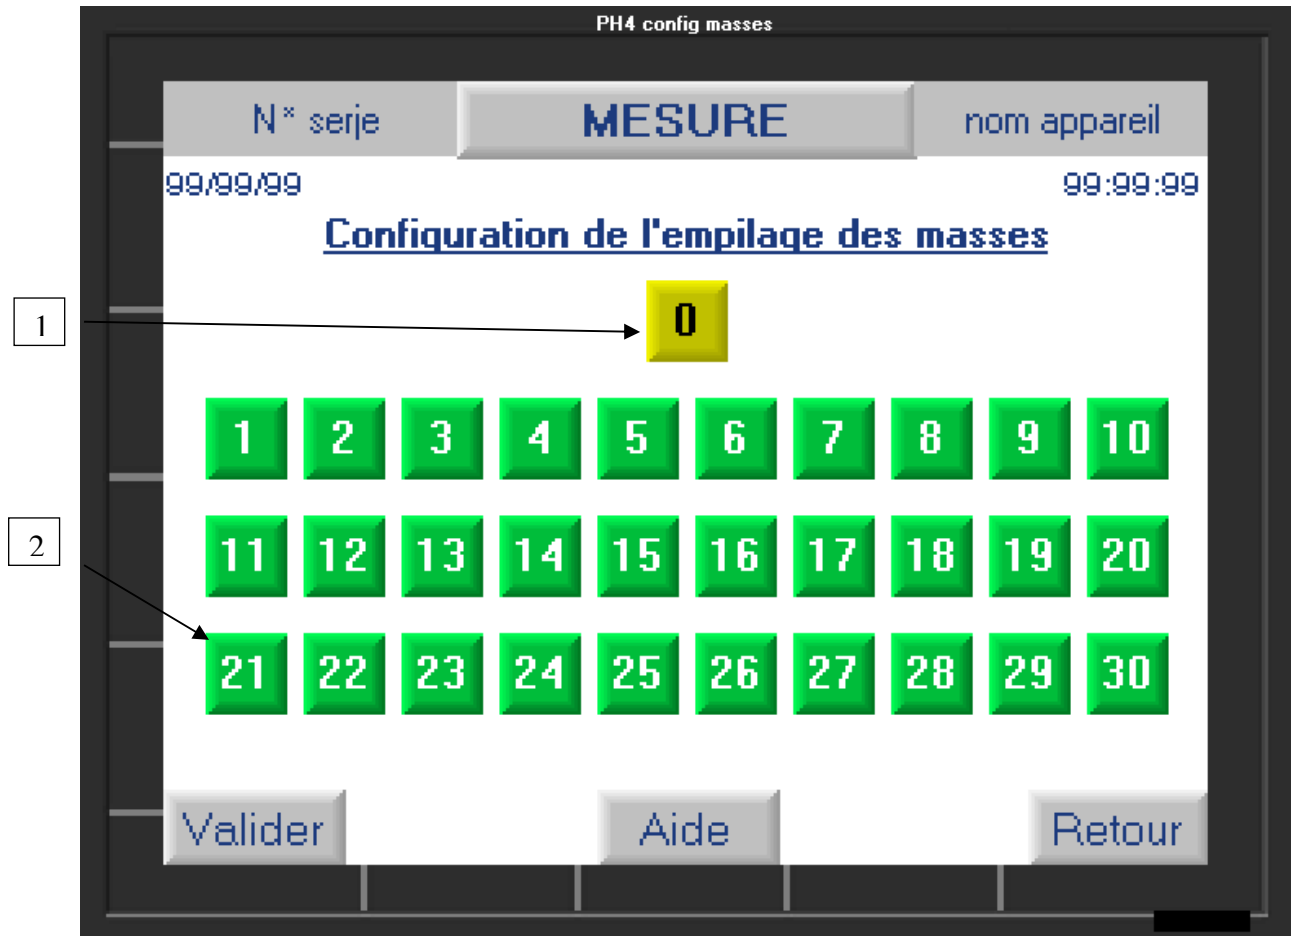 PH4 config masses
N° serje MESURE nom appareil
99/99/99 99:99:99
Configuration de l'empilage des masses
1
0
1 2 3 4 5 6 7 8 9 10
2
11 12 13 14 15 16 17 18 19 20
21 22 23 24 25 26 27 28 29 30
Valider Aide Retour